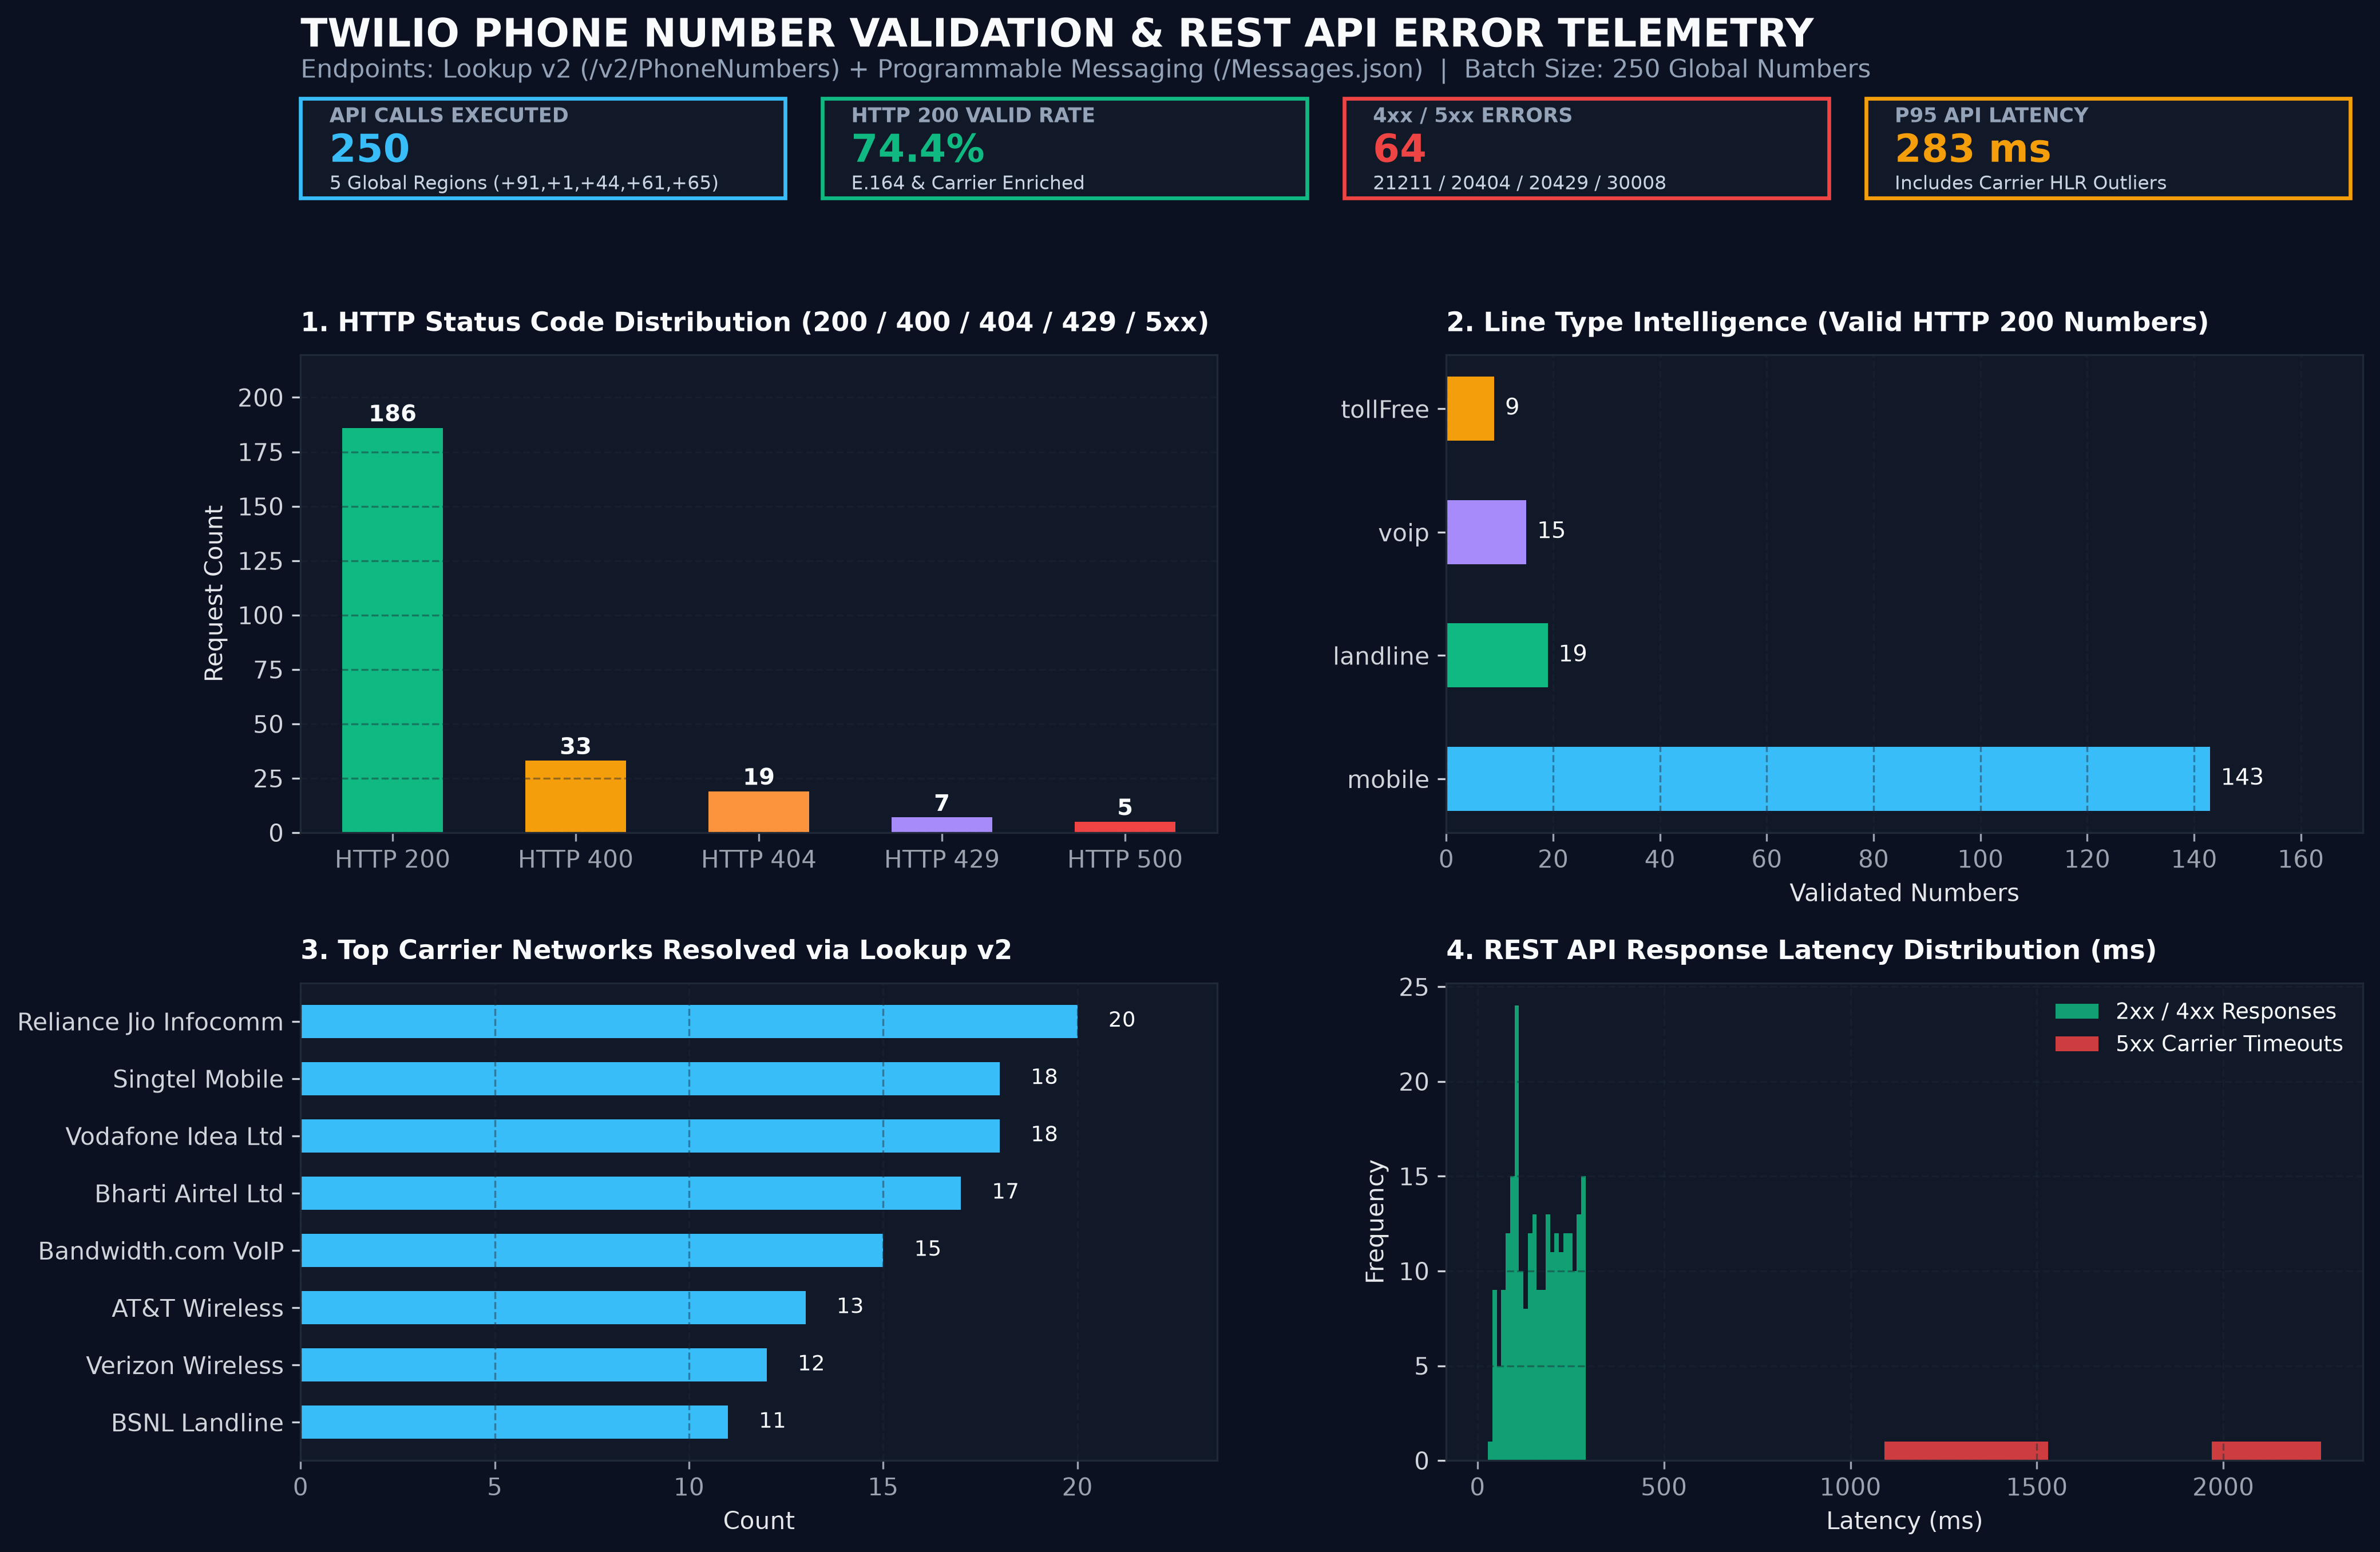 TWILIO PHONE NUMBER VALIDATION & REST API ERROR TELEMETRY
Endpoints: Lookup v2 (/v2/PhoneNumbers) + Programmable Messaging (/Messages.json)  |  Batch Size: 250 Global Numbers
API CALLS EXECUTED
250
5 Global Regions (+91,+1,+44,+61,+65)
HTTP 200 VALID RATE
74.4%
E.164 & Carrier Enriched
4xx / 5xx ERRORS
64
21211 / 20404 / 20429 / 30008
P95 API LATENCY
283 ms
Includes Carrier HLR Outliers
1. HTTP Status Code Distribution (200 / 400 / 404 / 429 / 5xx)
Request Count
200
175
150
125
100
75
50
25
0
186
33
19
7
5
HTTP 200
HTTP 400
HTTP 404
HTTP 429
HTTP 500
2. Line Type Intelligence (Valid HTTP 200 Numbers)
tollFree
9
voip
15
landline
19
mobile
143
0
20
40
60
80
100
120
140
160
Validated Numbers
3. Top Carrier Networks Resolved via Lookup v2
Reliance Jio Infocomm
20
Singtel Mobile
18
Vodafone Idea Ltd
18
Bharti Airtel Ltd
17
Bandwidth.com VoIP
15
AT&T Wireless
13
Verizon Wireless
12
BSNL Landline
11
0
5
10
15
20
Count
4. REST API Response Latency Distribution (ms)
2xx / 4xx Responses
5xx Carrier Timeouts
Frequency
25
20
15
10
5
0
0
500
1000
1500
2000
Latency (ms)